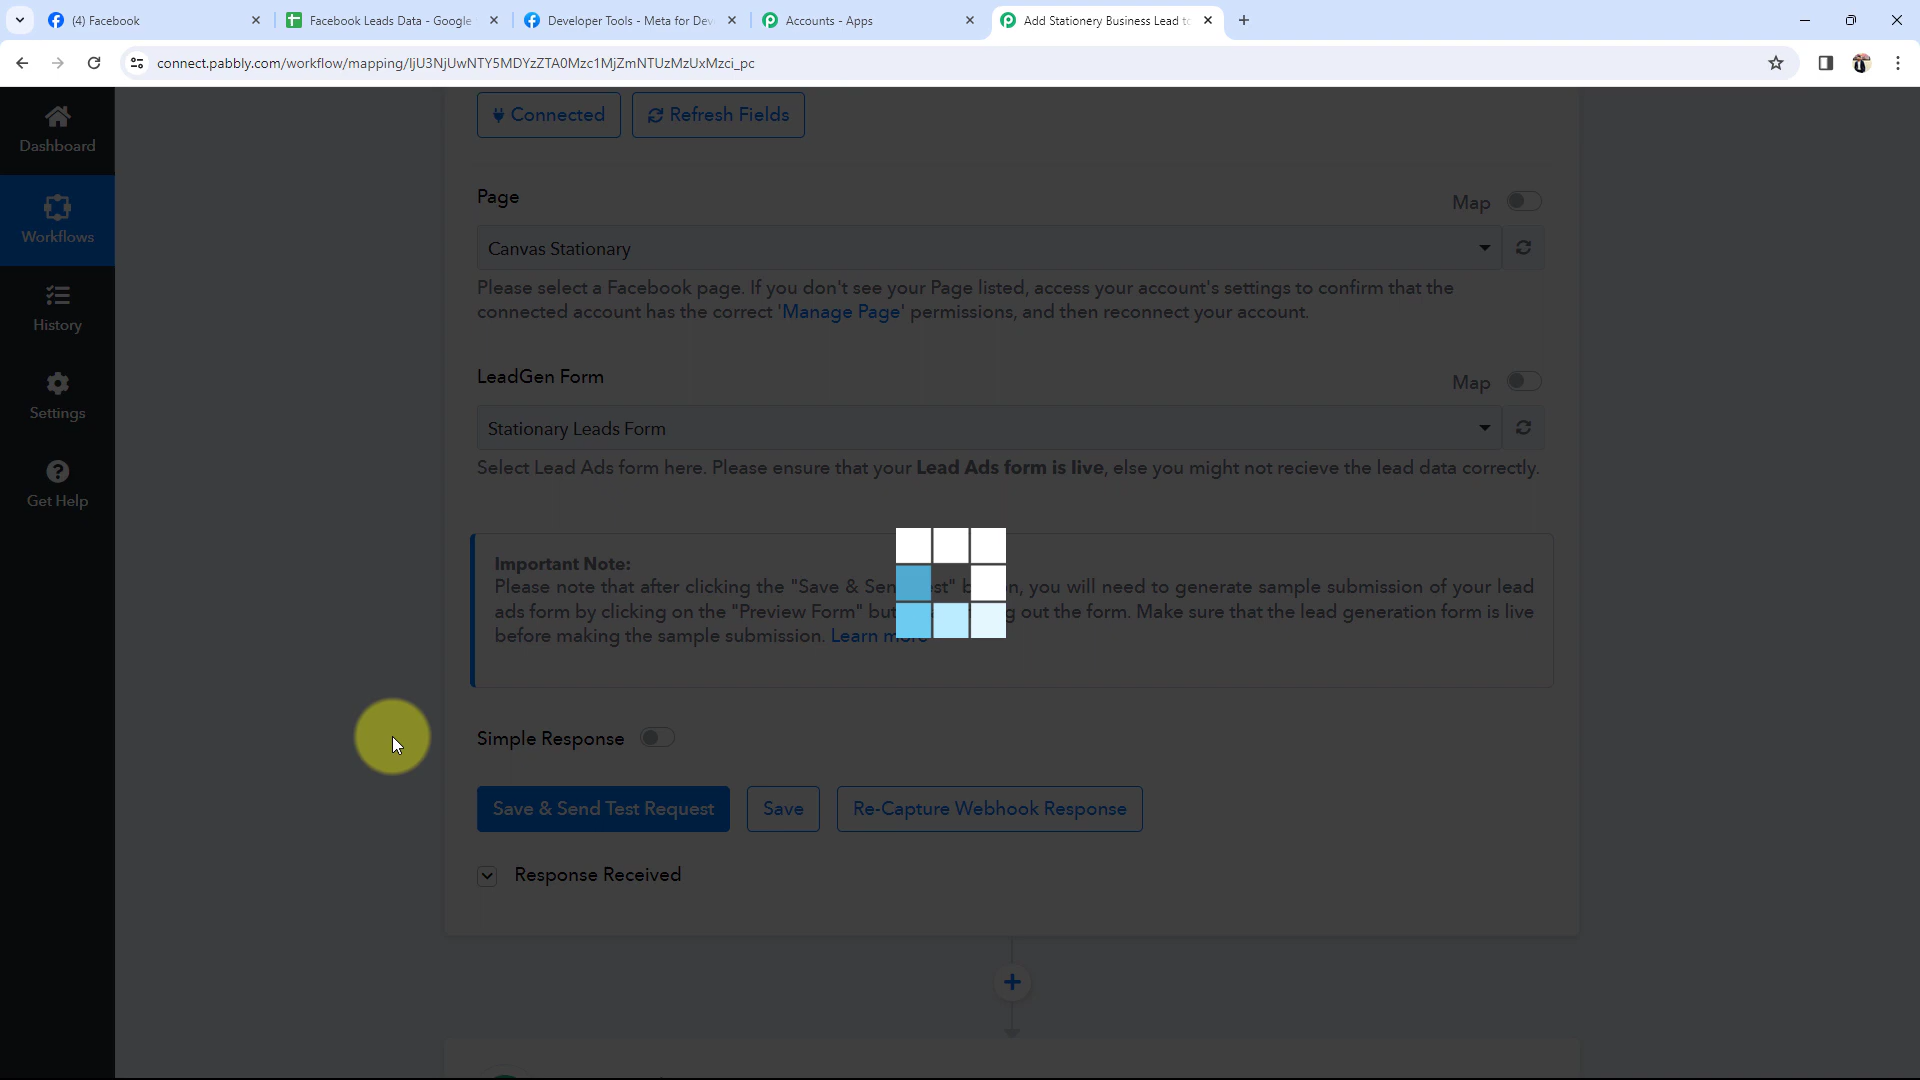 (4) Facebook
Facebook Leads Data - Google
Developer Tools - Meta for Dev
Accounts - Apps
Add Stationery Business Lead to
connect.pabbly.com/workflow/mapping/IjU3NjUwNTY5MDYzZTA0Mzc1MjZmNTUzMzUxMzci_pc
Dashboard
Workflows
History
Settings
Get Help
Connected
Refresh Fields
Page
Map
Canvas Stationary
Please select a Facebook page. If you don't see your Page listed, access your account's settings to confirm that the
connected account has the correct 'Manage Page' permissions, and then reconnect your account.
LeadGen Form
Map
Stationary Leads Form
Select Lead Ads form here. Please ensure that your Lead Ads form is live, else you might not recieve the lead data correctly.
Important Note:
Please note that after clicking the "Save & Sen st" b n, you will need to generate sample submission of your lead
ads form by clicking on the "Preview Form" but g out the form. Make sure that the lead generation form is live
before making the sample submission. Learn more
Simple Response
Save & Send Test Request
Save
Re-Capture Webhook Response
Response Received